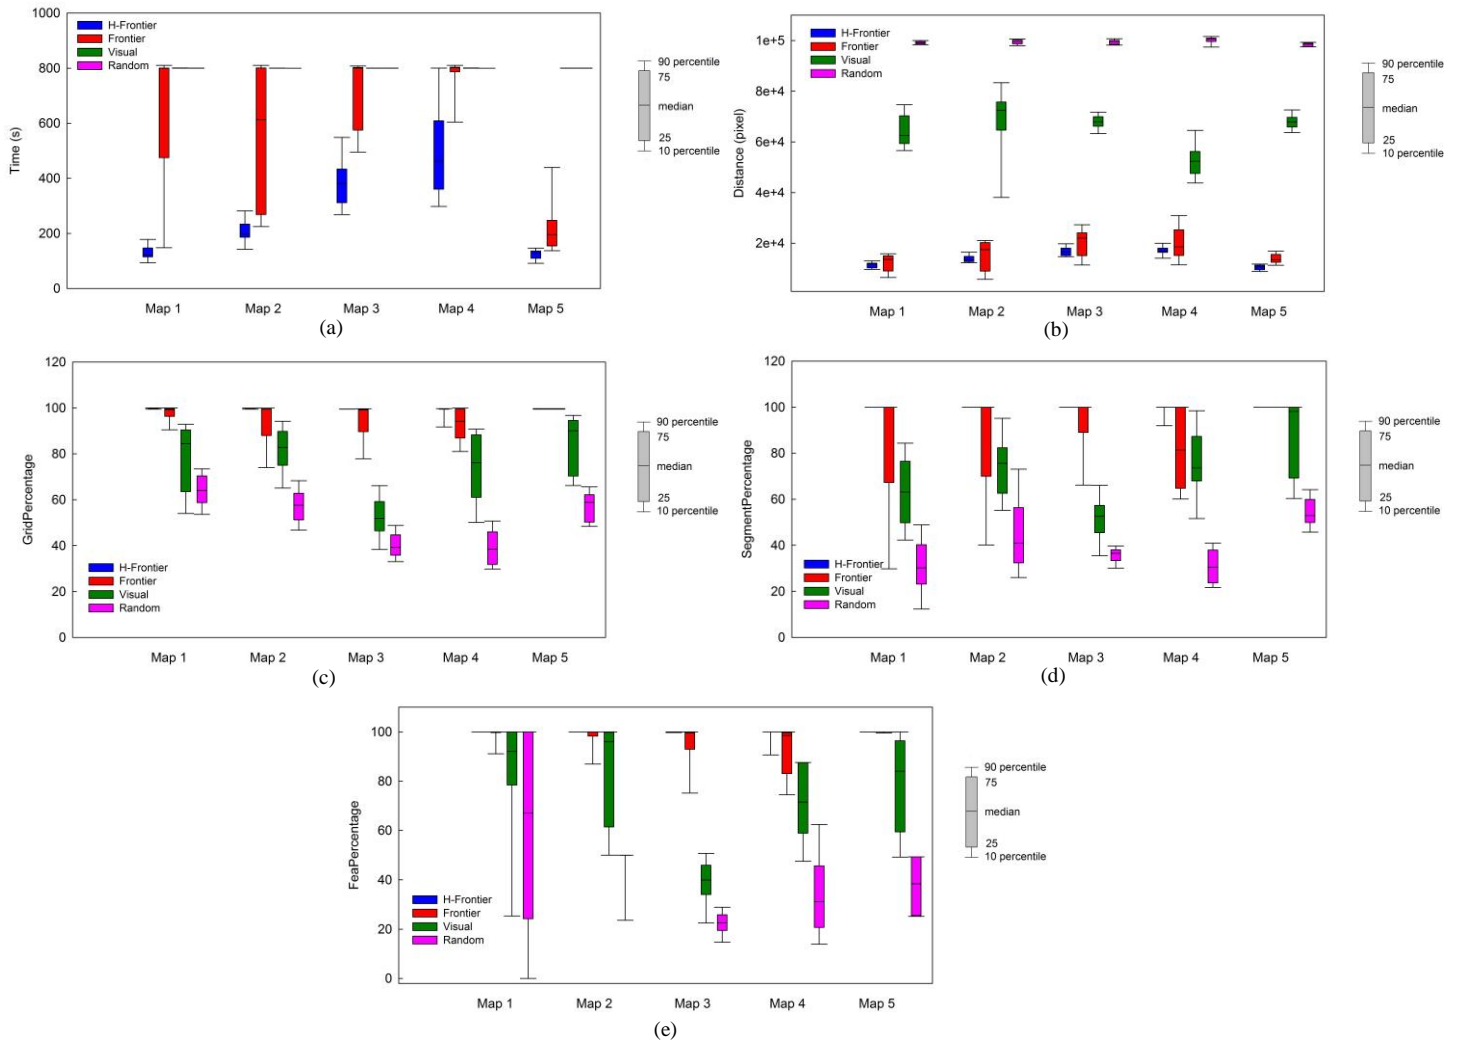 1000
800
600
400
200
0
Time (s)
H-Frontier
Frontier
Visual
Random
90 percentile
75
median
25
10 percentile
Map 1 Map 2 Map 3 Map 4 Map 5
(a)
1e+5
8e+4
6e+4
4e+4
2e+4
Distance (pixel)
H-Frontier
Frontier
Visual
Random
90 percentile
75
median
25
10 percentile
Map 1 Map 2 Map 3 Map 4 Map 5
(b)
120
100
80
60
40
20
0
GridPercentage
H-Frontier
Frontier
Visual
Random
90 percentile
75
median
25
10 percentile
Map 1 Map 2 Map 3 Map 4 Map 5
(c)
120
100
80
60
40
20
0
SegmentPercentage
H-Frontier
Frontier
Visual
Random
90 percentile
75
median
25
10 percentile
Map 1 Map 2 Map 3 Map 4 Map 5
(d)
100
80
60
40
20
0
FeaPercentage
H-Frontier
Frontier
Visual
Random
90 percentile
75
median
25
10 percentile
Map 1 Map 2 Map 3 Map 4 Map 5
(e)